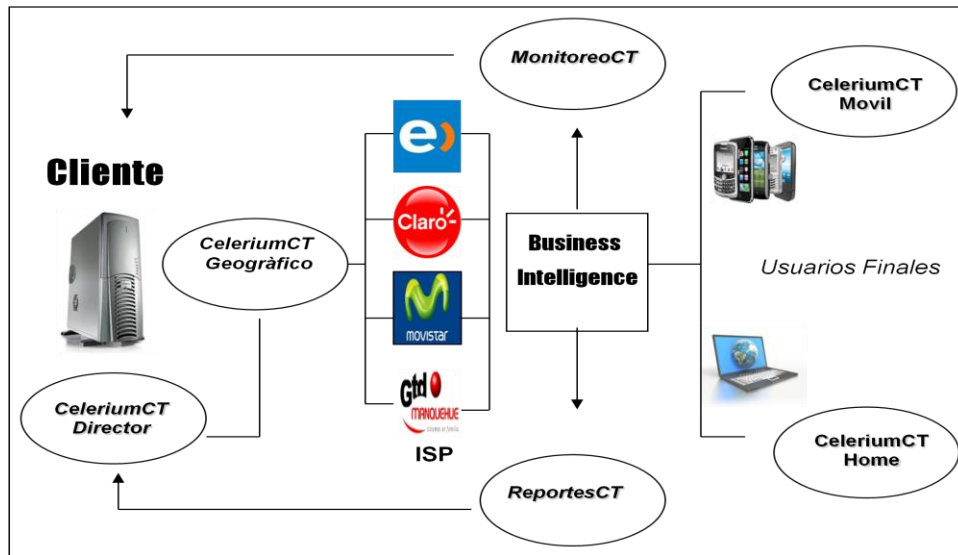 MonitoreoCT
CeleriumCT
Movil
e
Cliente
Claro
CeleriumCT
Geogràfico
Business
Intelligence
Usuarios Finales
movistar
CeleriumCT
Director
Gtd
MANQUEHUE
ISP
CeleriumCT
Home
ReportesCT